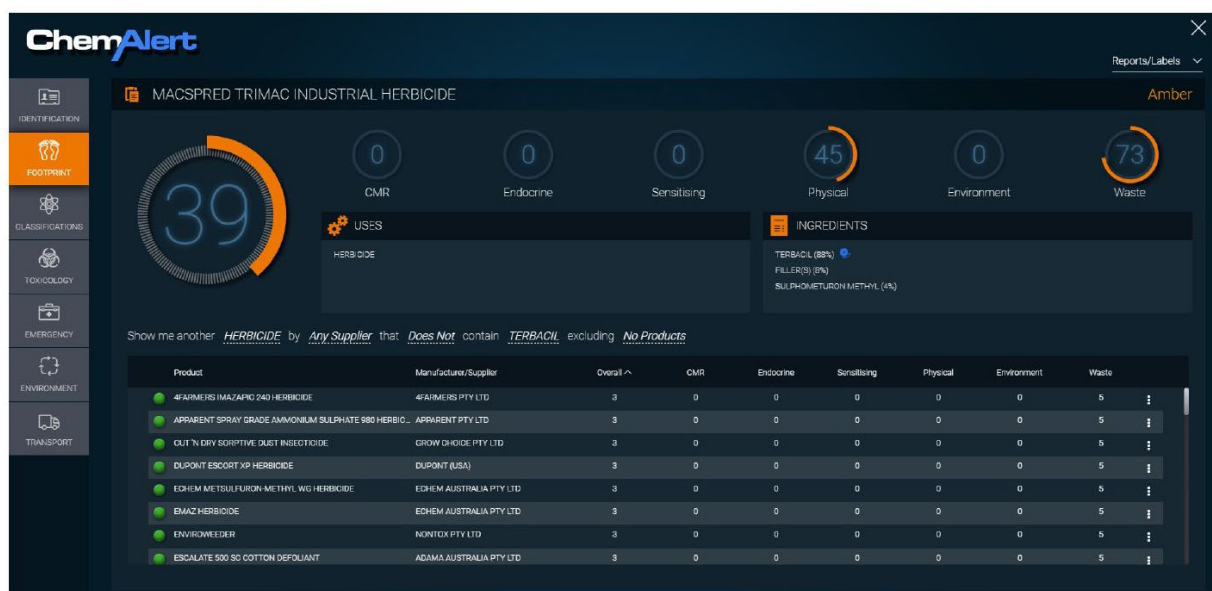 ChemAlert
Reports/Labels
IDENTIFICATION
FOOTPRINT
CLASSIFICATIONS
TOXICOLOGY
EMERGENCY
ENVIRONMENT
TRANSPORT
MACSPRED TRIMAC INDUSTRIAL HERBICIDE Amber
39
0 0 0 45 0 73
CMR Endocrine Sensitising Physical Environment Waste
USES
HERBICIDE
INGREDIENTS
TERBACIL (88%)
FILLER(S) (8%)
SULPHOMETURON METHYL (4%)
Show me another HERBICIDE by Any Supplier that Does Not contain TERBACIL excluding No Products
Product Manufacturer/Supplier Overall CMR Endocrine Sensitising Physical Environment Waste
4FARMERS IMAZAPIC 240 HERBICIDE 4FARMERS PTY LTD 3 0 0 0 0 0 5
APPARENT SPRAY GRADE AMMONIUM SULPHATE 980 HERBIC... APPARENT PTY LTD 3 0 0 0 0 0 5
CUT'N DRY SORPTIVE DUST INSECTICIDE GROW CHOICE PTY LTD 3 0 0 0 0 0 5
DUPONT ESCORT XP HERBICIDE DUPONT (USA) 3 0 0 0 0 0 5
ECHEM METSULFURON-METHYL WG HERBICIDE ECHEM AUSTRALIA PTY LTD 3 0 0 0 0 0 5
EMAZ HERBICIDE ECHEM AUSTRALIA PTY LTD 3 0 0 0 0 0 5
ENVIROWEEDER NONTOX PTY LTD 3 0 0 0 0 0 5
ESCALATE 500 SC COTTON DEFOLIANT ADAMA AUSTRALIA PTY LTD 3 0 0 0 0 0 5